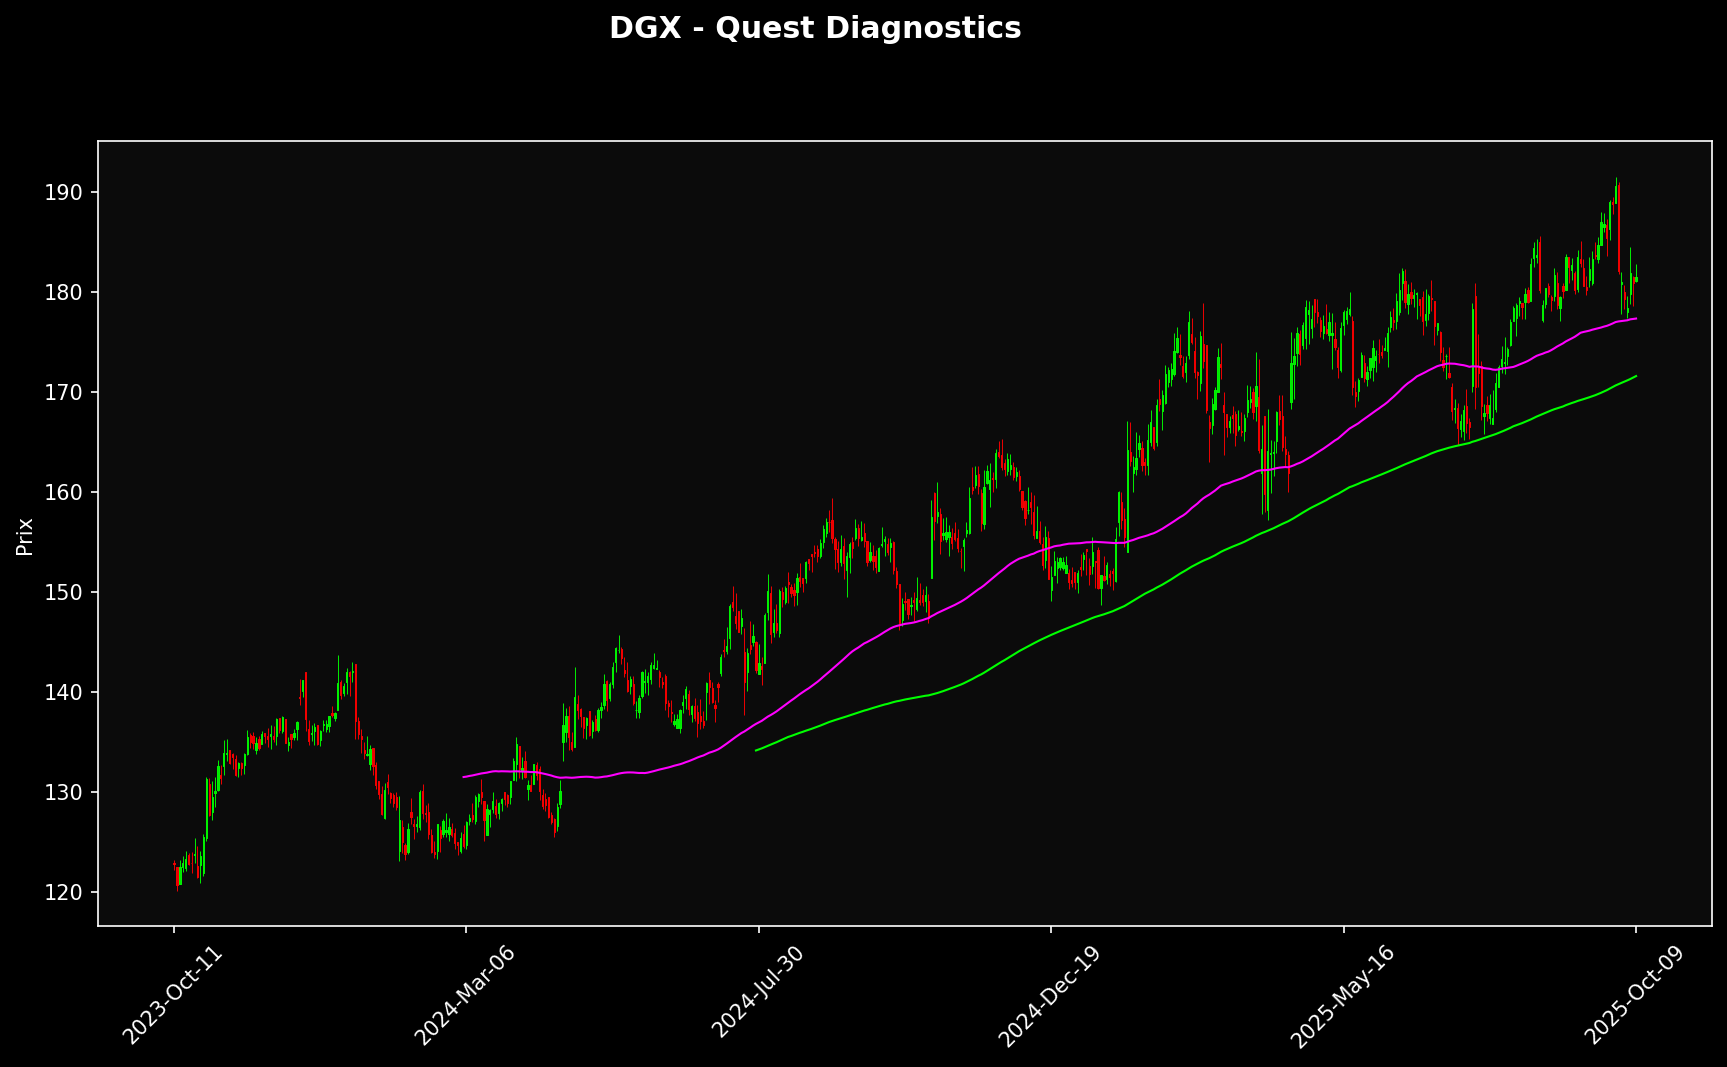 DGX - Quest Diagnostics
Prix
190
180
170
160
150
140
130
120
2023-Oct-11
2024-Mar-06
2024-Jul-30
2024-Dec-19
2025-May-16
2025-Oct-09